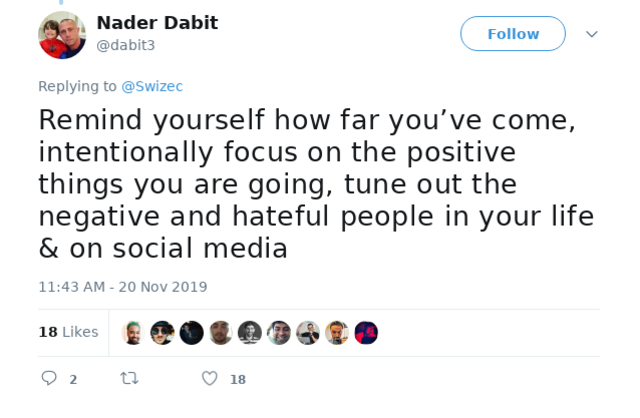 Nader Dabit
@dabit3
Follow
Replying to @Swizec
Remind yourself how far you’ve come,
intentionally focus on the positive
things you are going, tune out the
negative and hateful people in your life
& on social media
11:43 AM - 20 Nov 2019
18 Likes
2
18